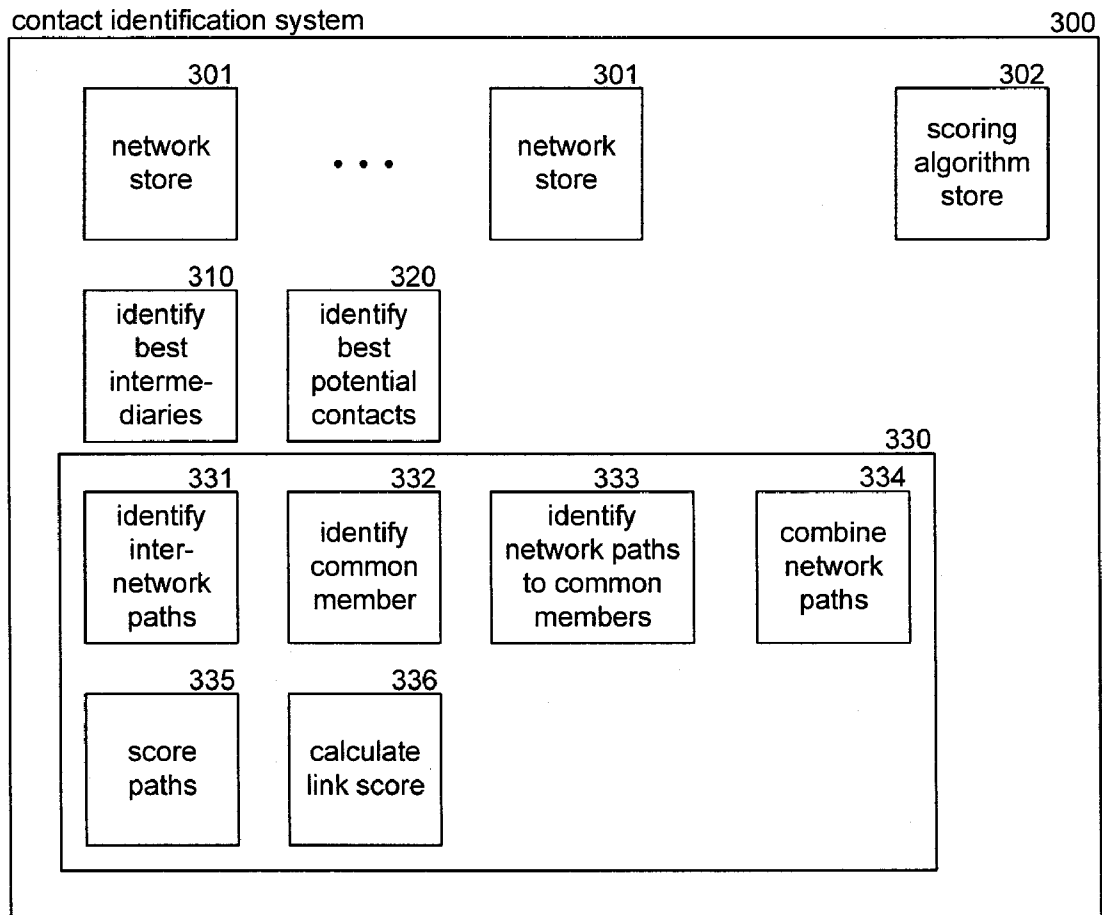 contact identification system 300
301 301 302
network
store
. . .
network
store
scoring
algorithm
store
310 320
identify
best
interme-
diaries
identify
best
potential
contacts
330
331 332 333 334
identify
inter-
network
paths
identify
common
member
identify
network paths
to common
members
combine
network
paths
335 336
score
paths
calculate
link score